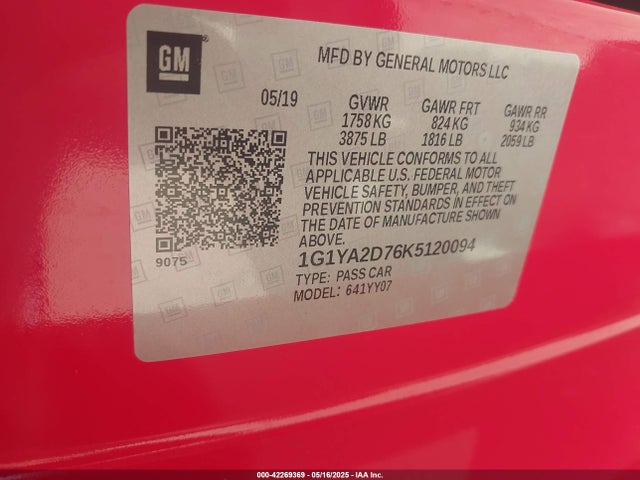 GM
MFD BY GENERAL MOTORS LLC
05/19 GVWR GAWR FRT GAWR RR
1758 KG 824 KG 934 KG
3875 LB 1816 LB 2059 LB
THIS VEHICLE CONFORMS TO ALL
APPLICABLE U.S. FEDERAL MOTOR
VEHICLE SAFETY, BUMPER, AND THEFT
PREVENTION STANDARDS IN EFFECT ON
THE DATE OF MANUFACTURE SHOWN
ABOVE.
9075
1G1YA2D76K5120094
TYPE: PASS CAR
MODEL: 641YY07
000-42269369 - 05/16/2025 - IAA Inc.